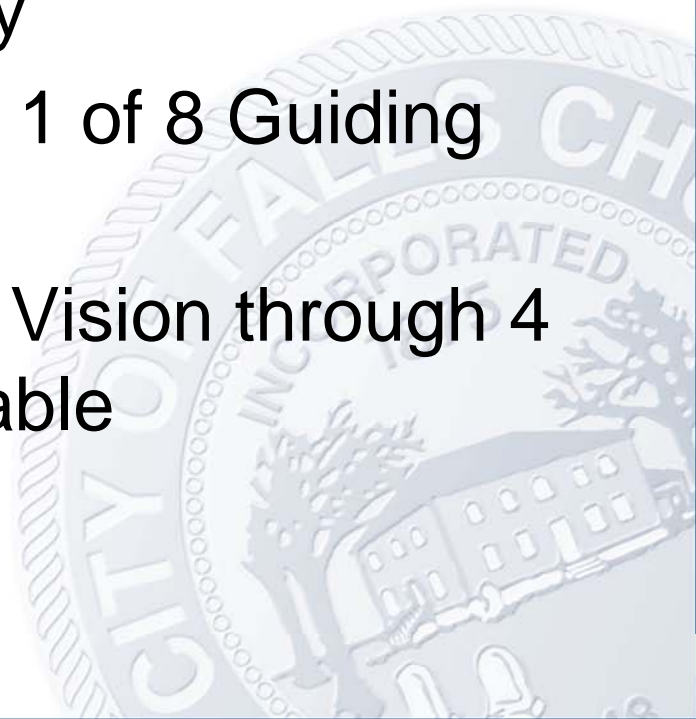 y
1 of 8 Guiding
Vision through 4
able
CITY OF FALLS CH
INCORPORATED